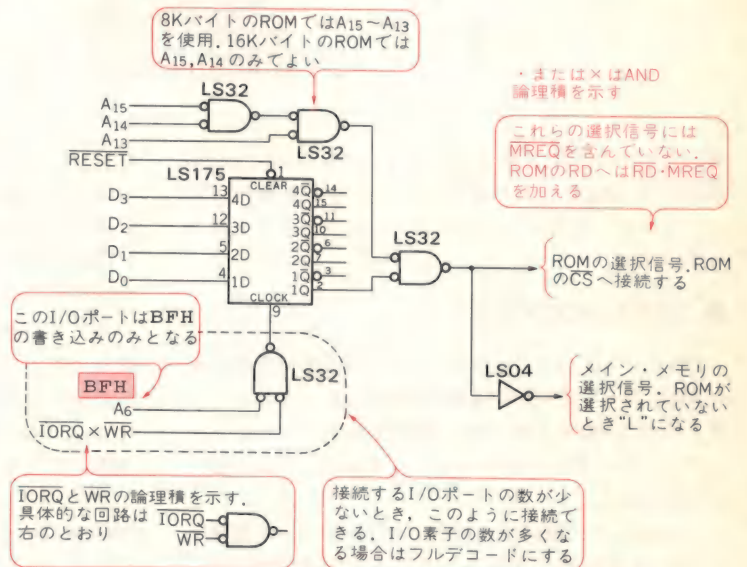 8KバイトのROMではA15～A13
を使用.16KバイトのROMでは
A15,A14のみてよい
・または×はAND
論理積を示す
これらの選択信号には
MREQを含んでいない.
ROMのRDへはRD・MREQ
を加える
LS32
A15
A14
A13
LS32
RESET
LS175
1
CLEAR
D3
13
4D
4Q
14
4Q
15
D2
12
3D
3Q
11
3Q
10
D1
5
2D
2Q
6
2Q
7
D0
4
1D
1Q
3
1Q
2
CLOCK
9
LS32
ROMの選択信号.ROM
のCSへ接続する
LS04
メイン・メモリの
選択信号.ROMが
選択されていない
とき“L”になる
このI/OポートはBFH
の書き込みのみとなる
BFH
LS32
A6
IORQ×WR
IORQとWRの論理積を示す.
具体的な回路は
右のとおり
IORQ
WR
接続するI/Oポートの数が少
ないとき,このように接続で
きる.I/O素子の数が多くな
る場合はフルデコードにする